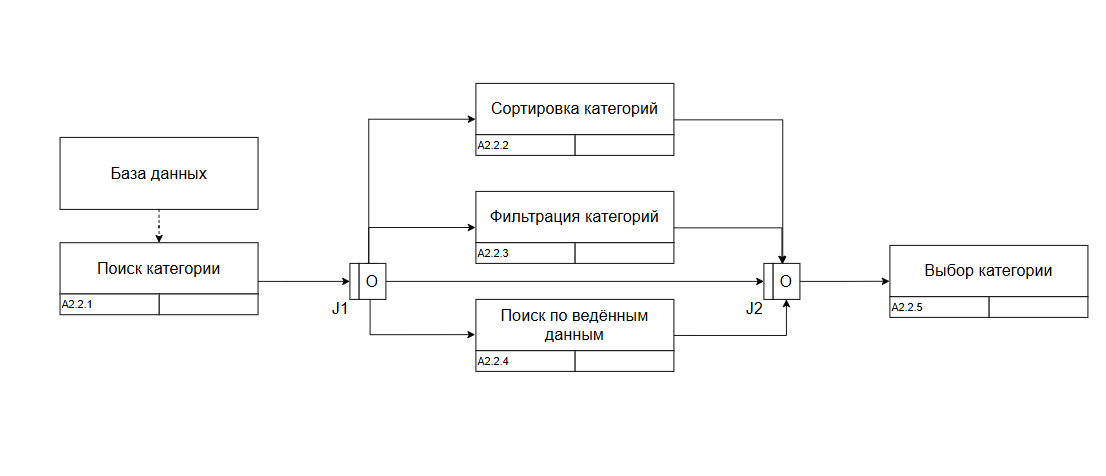 База данных
Поиск категории
A2.2.1
J1
O
Сортировка категорий
A2.2.2
Фильтрация категорий
A2.2.3
Поиск по ведённым
данным
A2.2.4
J2
O
Выбор категории
A2.2.5